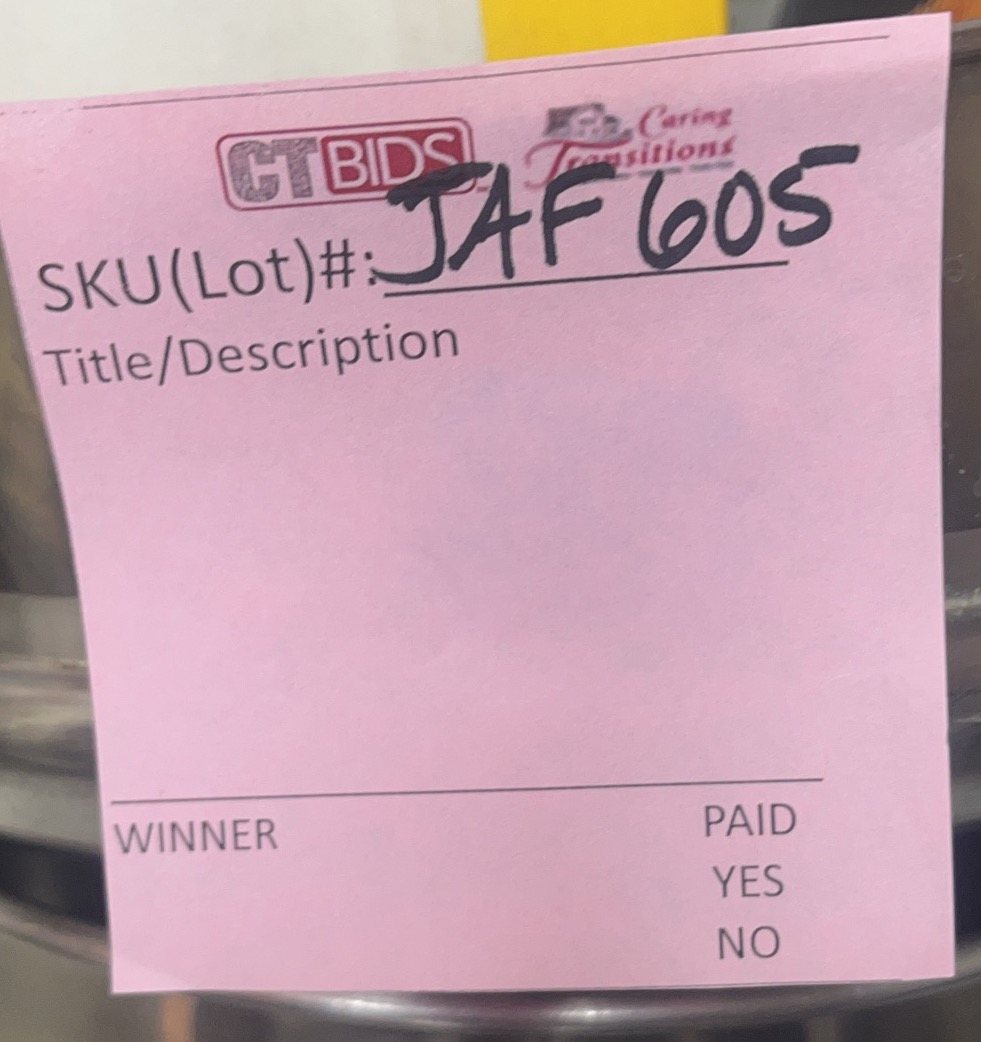 CTBIDS
Caring
Transitions
SKU(Lot)#: JAF 605
Title/Description
WINNER
PAID
YES
NO